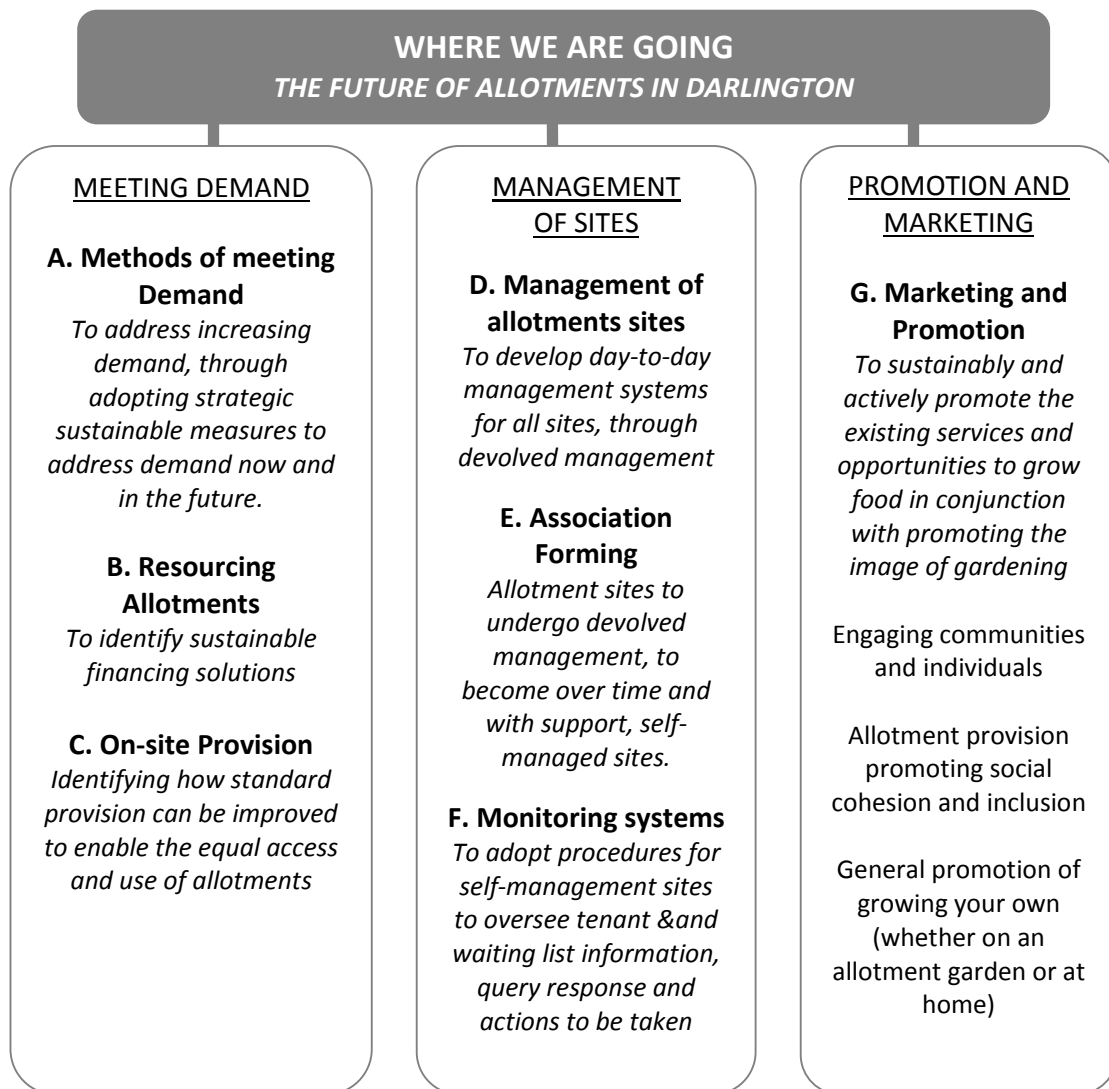 WHERE WE ARE GOING
THE FUTURE OF ALLOTMENTS IN DARLINGTON
MEETING DEMAND
A. Methods of meeting
Demand
To address increasing
demand, through
adopting strategic
sustainable measures to
address demand now and
in the future.
B. Resourcing
Allotments
To identify sustainable
financing solutions
C. On-site Provision
Identifying how standard
provision can be improved
to enable the equal access
and use of allotments
MANAGEMENT
OF SITES
D. Management of
allotments sites
To develop day-to-day
management systems
for all sites, through
devolved management
E. Association
Forming
Allotment sites to
undergo devolved
management, to
become over time and
with support, self-
managed sites.
F. Monitoring systems
To adopt procedures for
self-management sites
to oversee tenant &and
waiting list information,
query response and
actions to be taken
PROMOTION AND
MARKETING
G. Marketing and
Promotion
To sustainably and
actively promote the
existing services and
opportunities to grow
food in conjunction
with promoting the
image of gardening
Engaging communities
and individuals
Allotment provision
promoting social
cohesion and inclusion
General promotion of
growing your own
(whether on an
allotment garden or at
home)